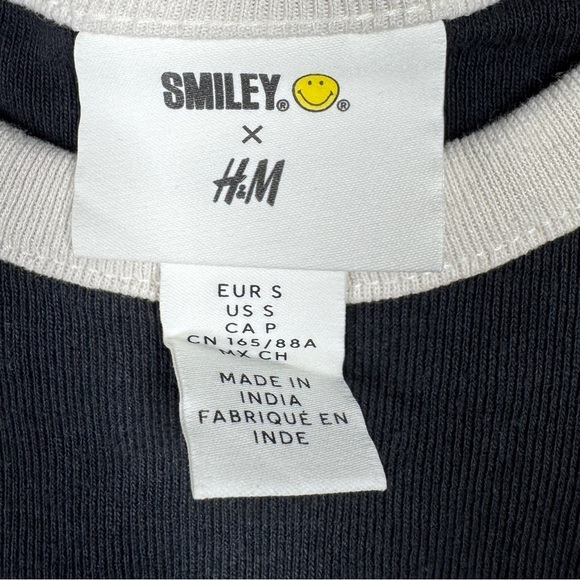 SMILEY® ®
×
H&M
EUR S
US S
CA P
CN 165/88A
MX CH
MADE IN
INDIA
FABRIQUÉ EN
INDE